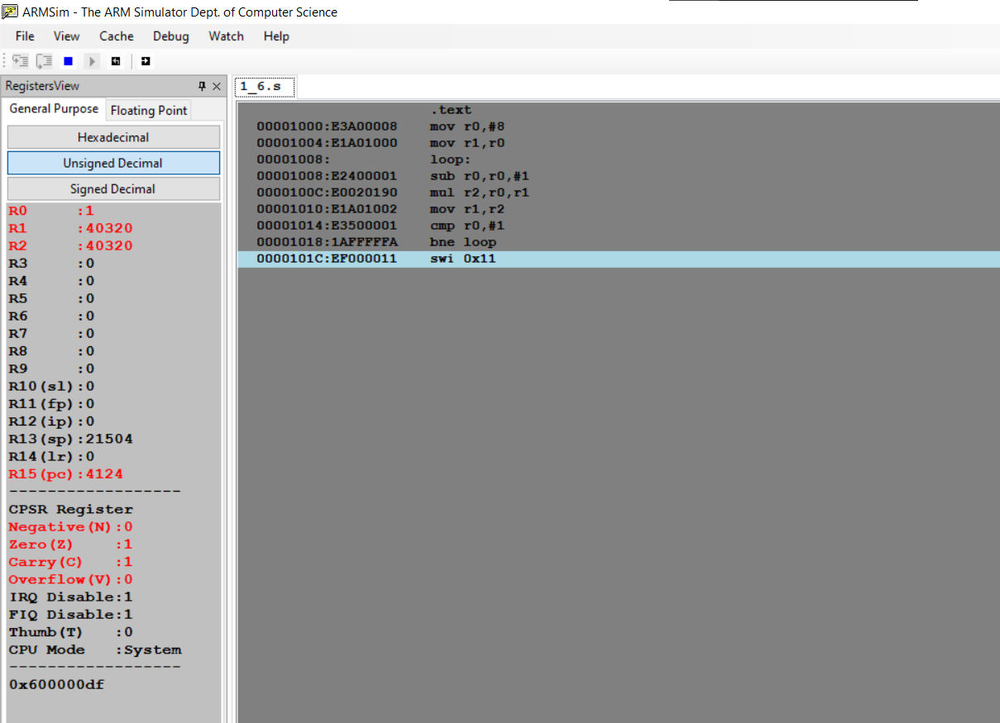 ARMSim - The ARM Simulator Dept. of Computer Science
File View Cache Debug Watch Help
RegistersView
General Purpose Floating Point
Hexadecimal
Unsigned Decimal
Signed Decimal
R0 :1
R1 :40320
R2 :40320
R3 :0
R4 :0
R5 :0
R6 :0
R7 :0
R8 :0
R9 :0
R10(sl):0
R11(fp):0
R12(ip):0
R13(sp):21504
R14(lr):0
R15(pc):4124
------------------
CPSR Register
Negative(N):0
Zero(Z) :1
Carry(C) :1
Overflow(V):0
IRQ Disable:1
FIQ Disable:1
Thumb(T) :0
CPU Mode :System
------------------
0x600000df
1_6.s
.text
00001000:E3A00008 mov r0,#8
00001004:E1A01000 mov r1,r0
00001008: loop:
00001008:E2400001 sub r0,r0,#1
0000100C:E0020190 mul r2,r0,r1
00001010:E1A01002 mov r1,r2
00001014:E3500001 cmp r0,#1
00001018:1AFFFFFA bne loop
0000101C:EF000011 swi 0x11